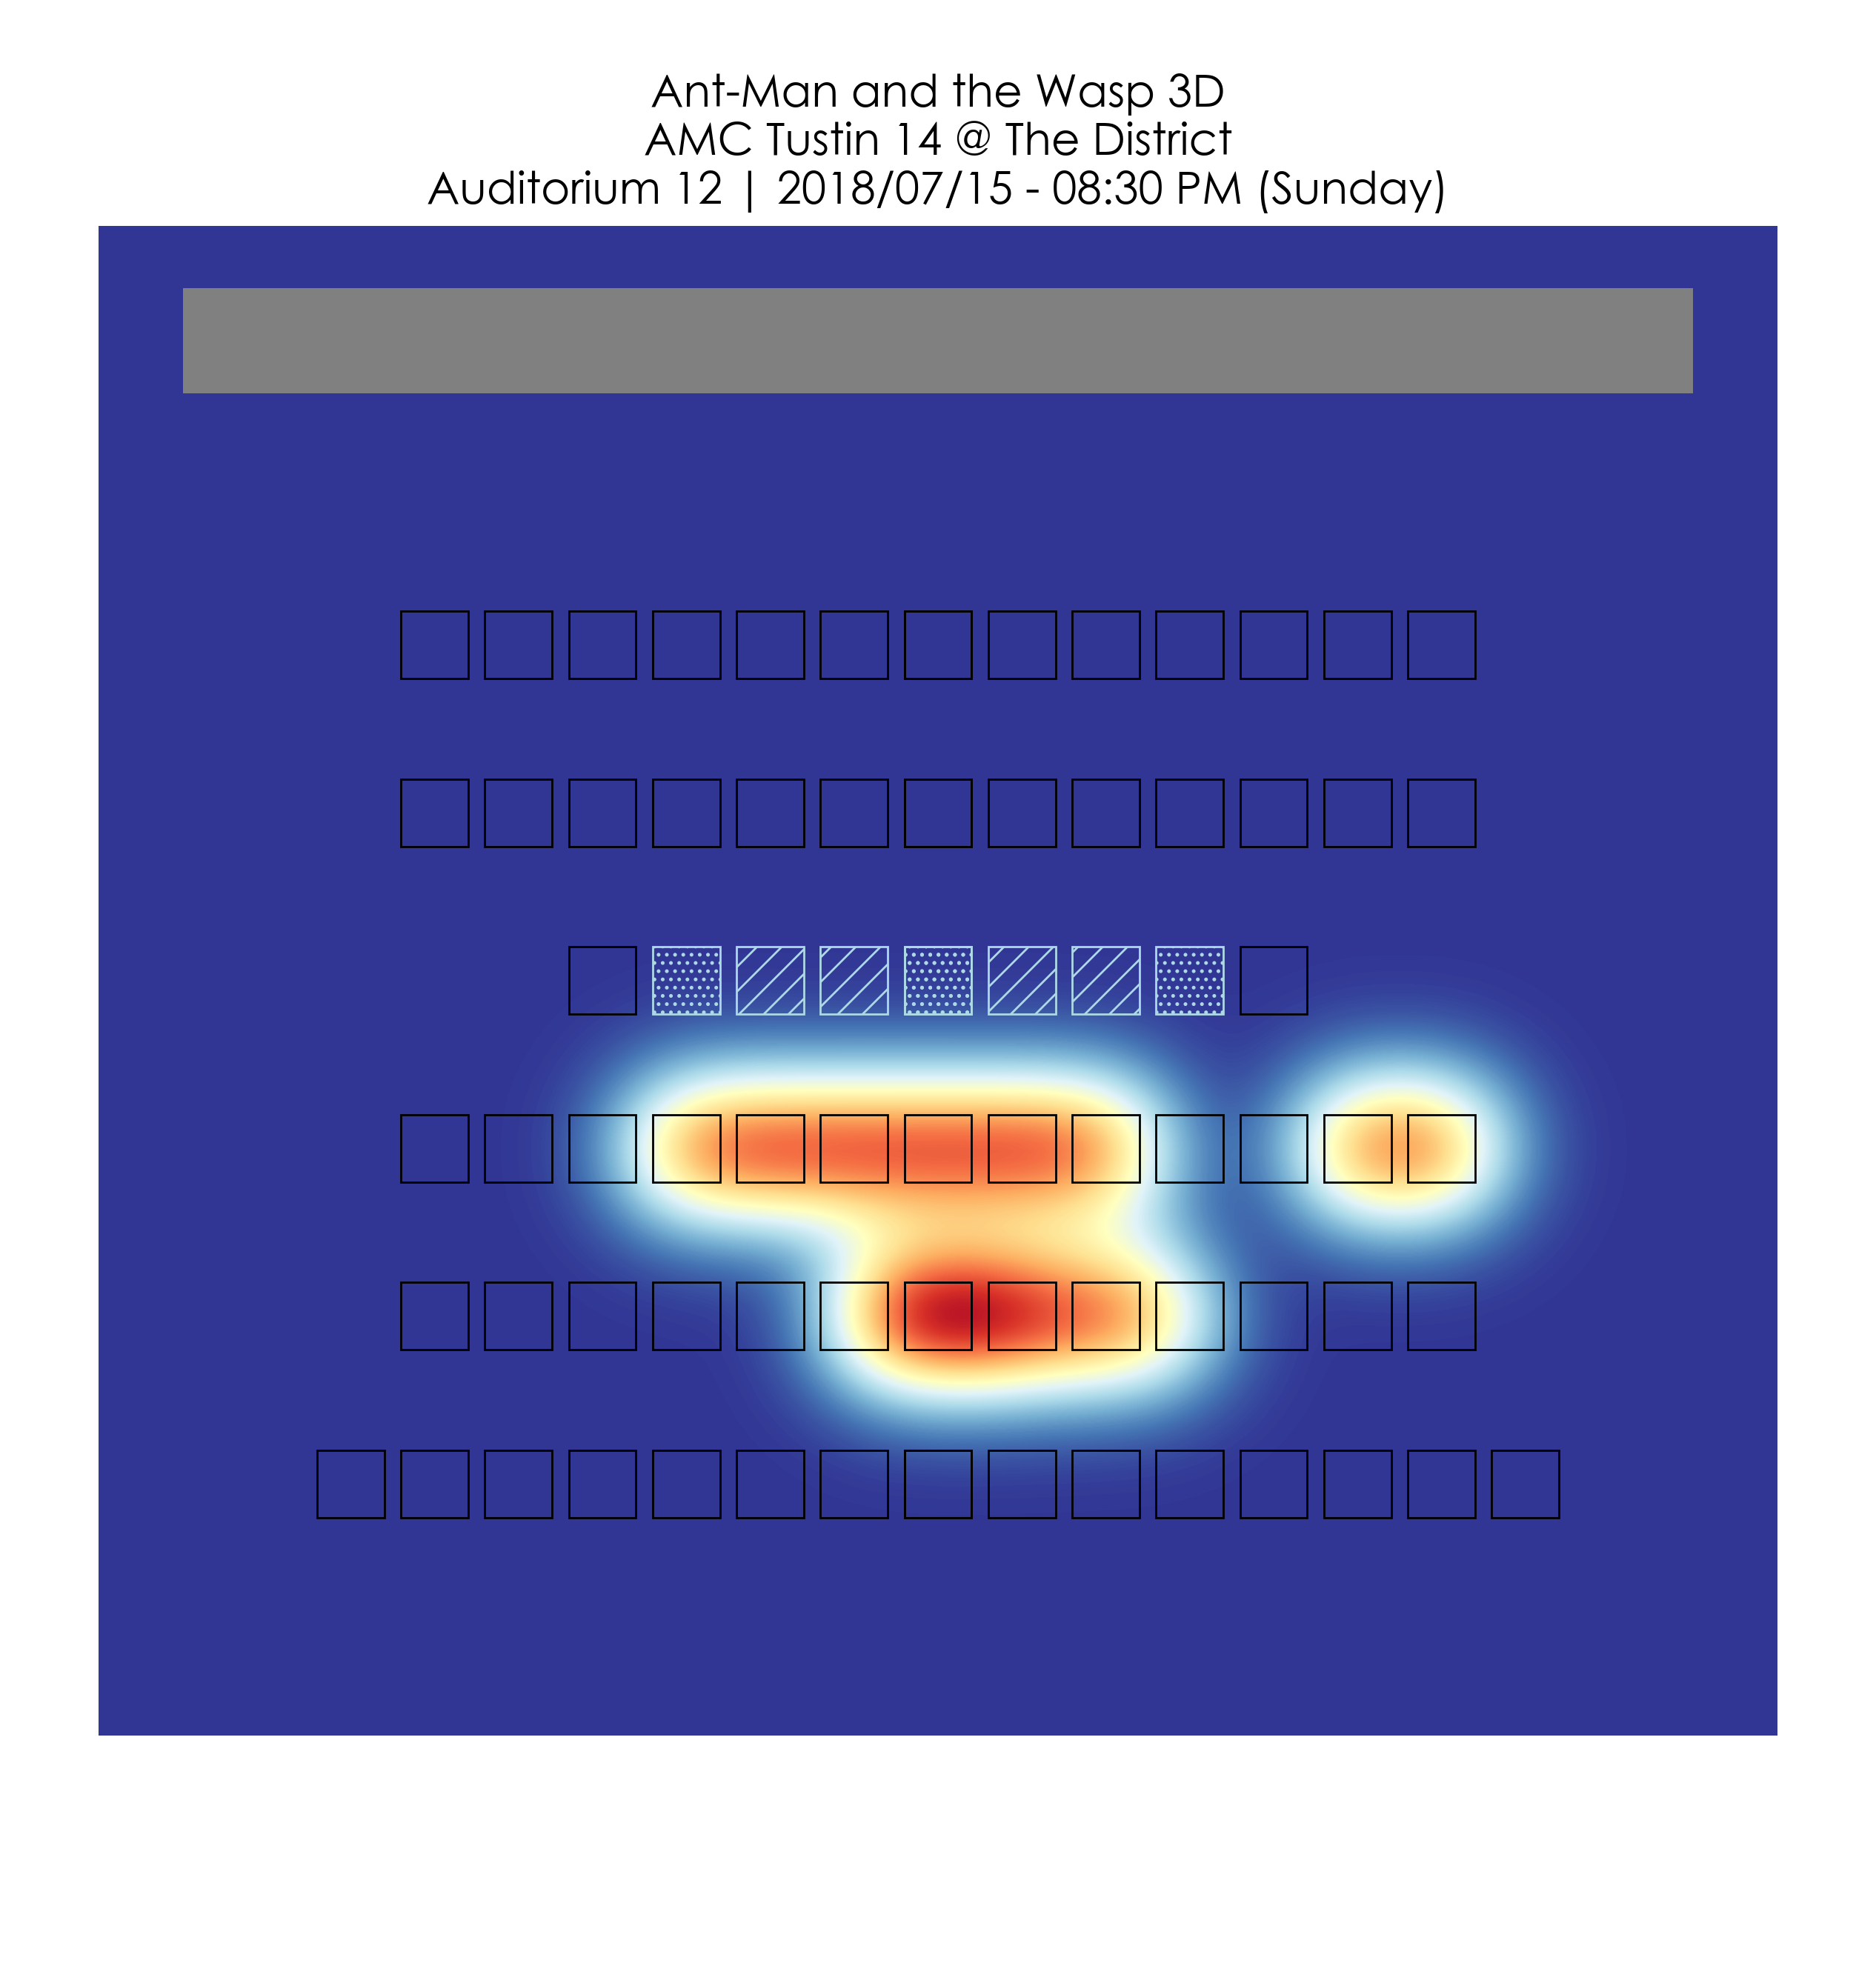 Ant-Man and the Wasp 3D
AMC Tustin 14 @ The District
Auditorium 12 | 2018/07/15 - 08:30 PM (Sunday)